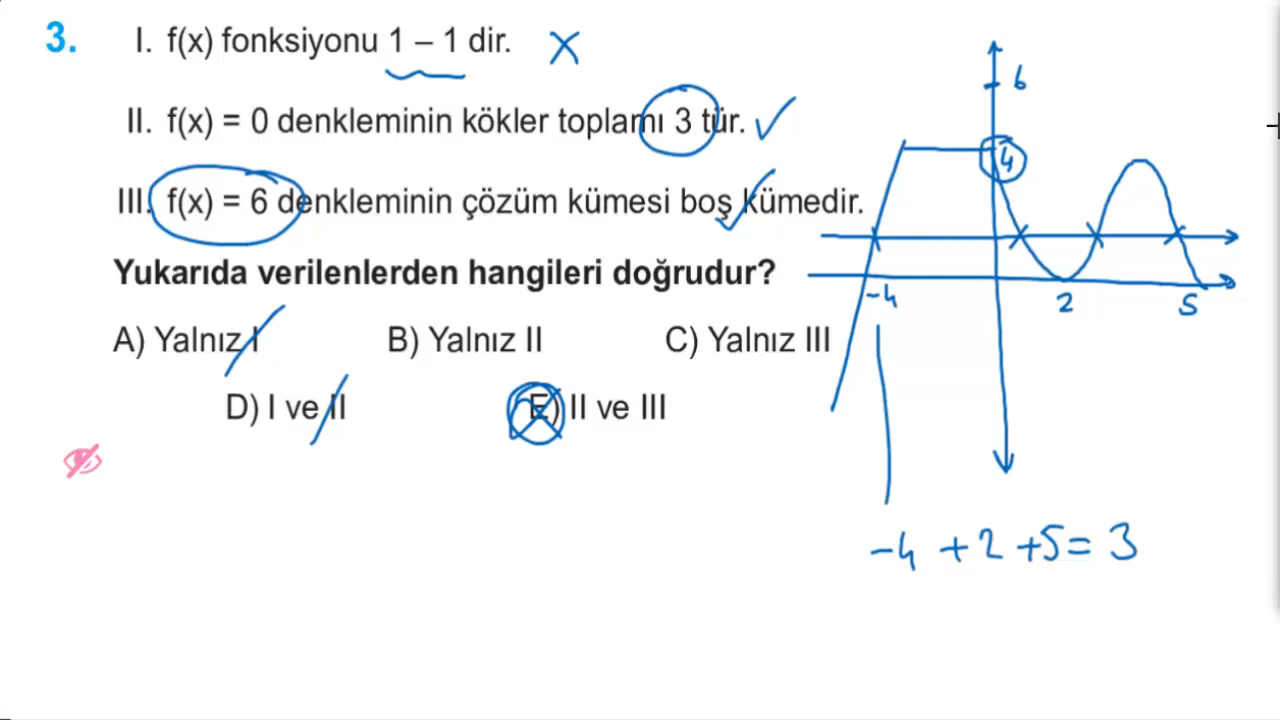 3. I. f(x) fonksiyonu 1 – 1 dir.
II. f(x) = 0 denkleminin kökler toplamı 3 tür.
III. f(x) = 6 denkleminin çözüm kümesi boş kümedir.
Yukarıda verilenlerden hangileri doğrudur?
A) Yalnız I B) Yalnız II C) Yalnız III
D) I ve II E) II ve III
6
4
-4 2 5
-4 +2 +5 = 3